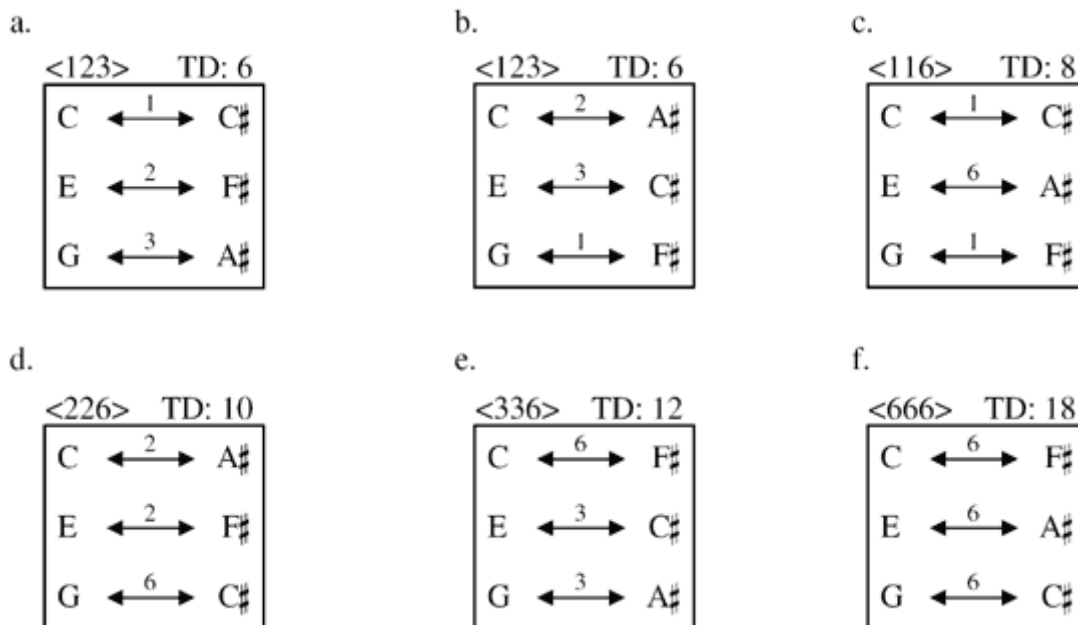 a. b. c.
<123> TD: 6 <123> TD: 6 <116> TD: 8
1 2 1
C C♯ C A♯ C C♯
2 3 6
E F♯ E C♯ E A♯
3 1 1
G A♯ G F♯ G F♯
d. e. f.
<226> TD: 10 <336> TD: 12 <666> TD: 18
2 6 6
C A♯ C F♯ C F♯
2 3 6
E F♯ E C♯ E A♯
6 3 6
G C♯ G A♯ G C♯